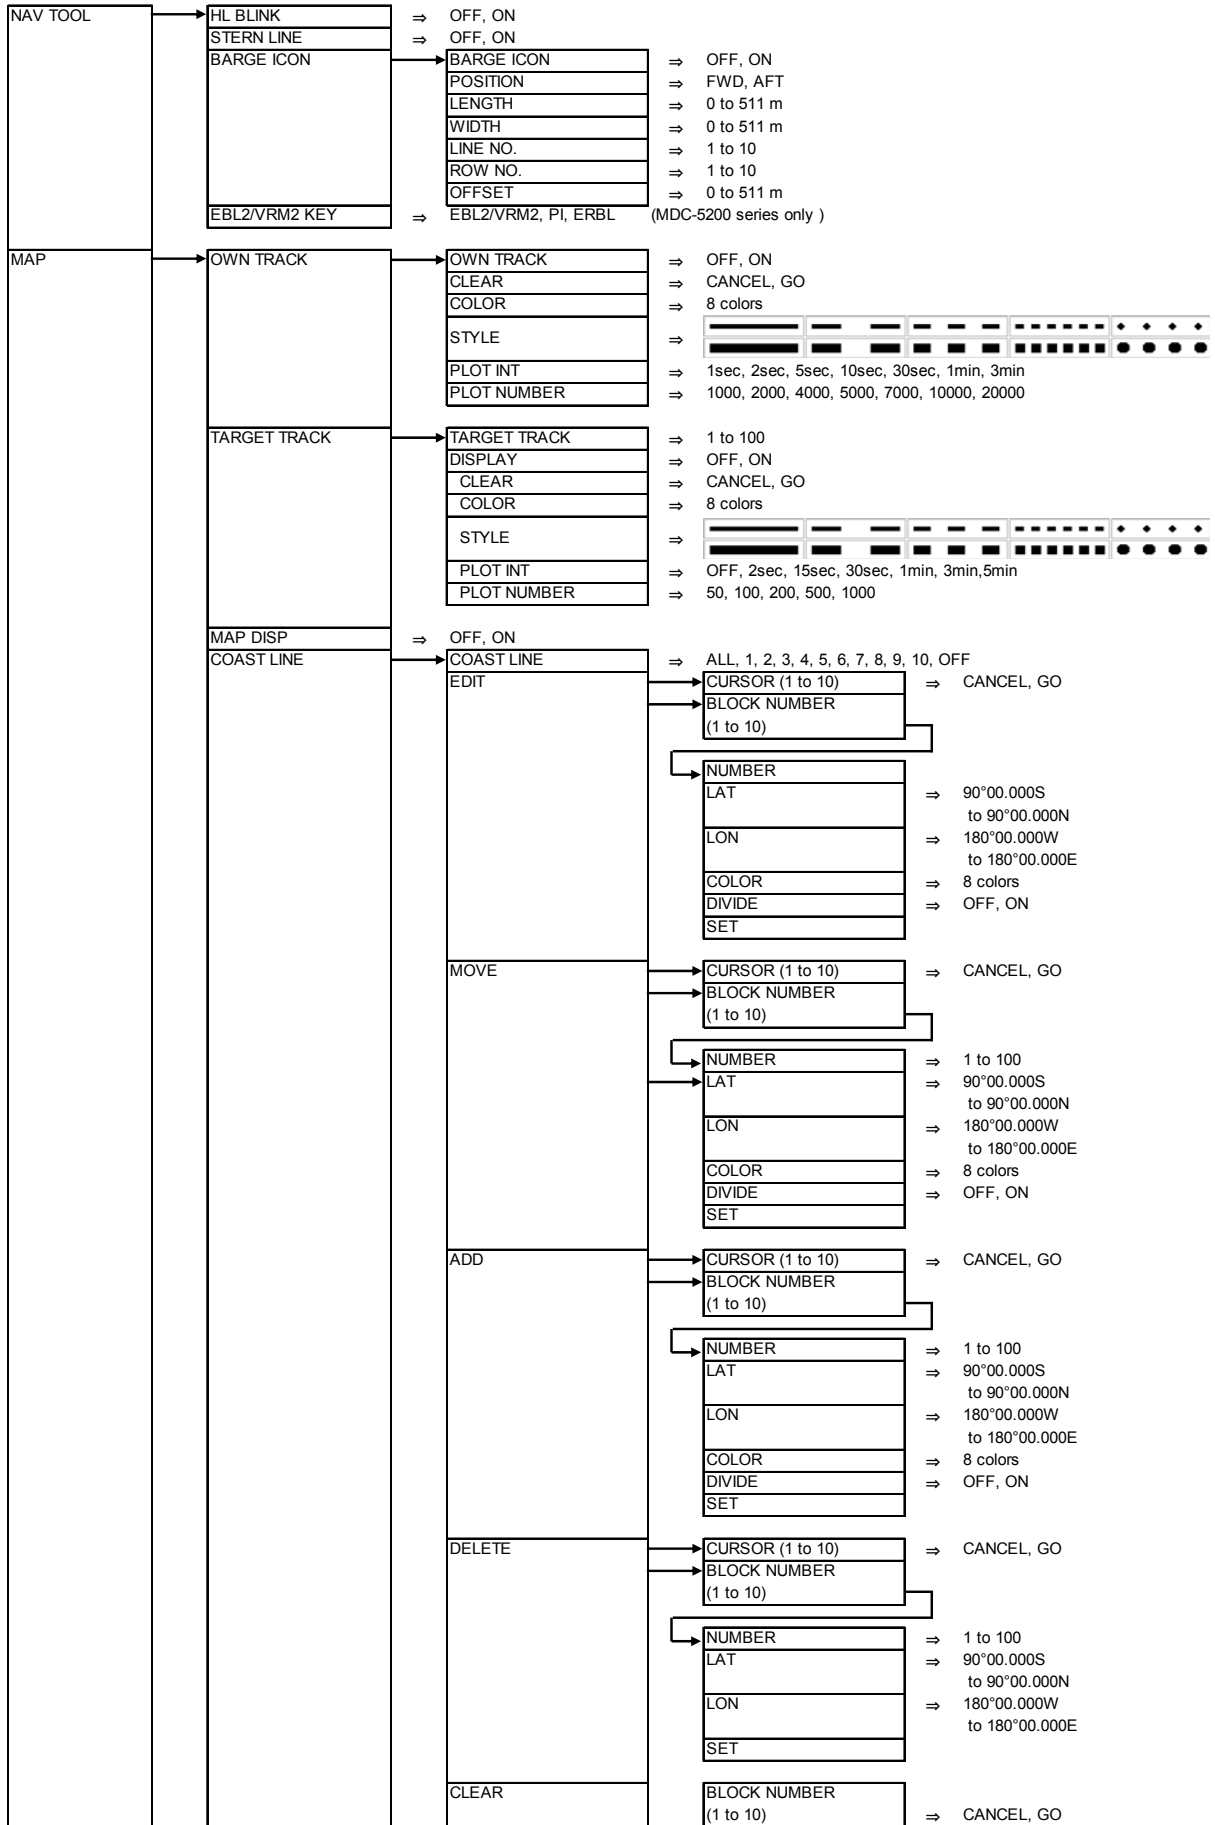 NAV TOOL HL BLINK ⇒ OFF, ON
STERN LINE ⇒ OFF, ON
BARGE ICON BARGE ICON ⇒ OFF, ON
POSITION ⇒ FWD, AFT
LENGTH ⇒ 0 to 511 m
WIDTH ⇒ 0 to 511 m
LINE NO. ⇒ 1 to 10
ROW NO. ⇒ 1 to 10
OFFSET ⇒ 0 to 511 m
EBL2/VRM2 KEY ⇒ EBL2/VRM2, PI, ERBL (MDC-5200 series only )
MAP OWN TRACK OWN TRACK ⇒ OFF, ON
CLEAR ⇒ CANCEL, GO
COLOR ⇒ 8 colors
STYLE ⇒
PLOT INT ⇒ 1sec, 2sec, 5sec, 10sec, 30sec, 1min, 3min
PLOT NUMBER ⇒ 1000, 2000, 4000, 5000, 7000, 10000, 20000
TARGET TRACK TARGET TRACK ⇒ 1 to 100
DISPLAY ⇒ OFF, ON
CLEAR ⇒ CANCEL, GO
COLOR ⇒ 8 colors
STYLE ⇒
PLOT INT ⇒ OFF, 2sec, 15sec, 30sec, 1min, 3min,5min
PLOT NUMBER ⇒ 50, 100, 200, 500, 1000
MAP DISP ⇒ OFF, ON
COAST LINE COAST LINE ⇒ ALL, 1, 2, 3, 4, 5, 6, 7, 8, 9, 10, OFF
EDIT CURSOR (1 to 10) ⇒ CANCEL, GO
BLOCK NUMBER
(1 to 10)
NUMBER
LAT ⇒ 90°00.000S
to 90°00.000N
LON ⇒ 180°00.000W
to 180°00.000E
COLOR ⇒ 8 colors
DIVIDE ⇒ OFF, ON
SET
MOVE CURSOR (1 to 10) ⇒ CANCEL, GO
BLOCK NUMBER
(1 to 10)
NUMBER ⇒ 1 to 100
LAT ⇒ 90°00.000S
to 90°00.000N
LON ⇒ 180°00.000W
to 180°00.000E
COLOR ⇒ 8 colors
DIVIDE ⇒ OFF, ON
SET
ADD CURSOR (1 to 10) ⇒ CANCEL, GO
BLOCK NUMBER
(1 to 10)
NUMBER ⇒ 1 to 100
LAT ⇒ 90°00.000S
to 90°00.000N
LON ⇒ 180°00.000W
to 180°00.000E
COLOR ⇒ 8 colors
DIVIDE ⇒ OFF, ON
SET
DELETE CURSOR (1 to 10) ⇒ CANCEL, GO
BLOCK NUMBER
(1 to 10)
NUMBER ⇒ 1 to 100
LAT ⇒ 90°00.000S
to 90°00.000N
LON ⇒ 180°00.000W
to 180°00.000E
SET
CLEAR BLOCK NUMBER
(1 to 10) ⇒ CANCEL, GO